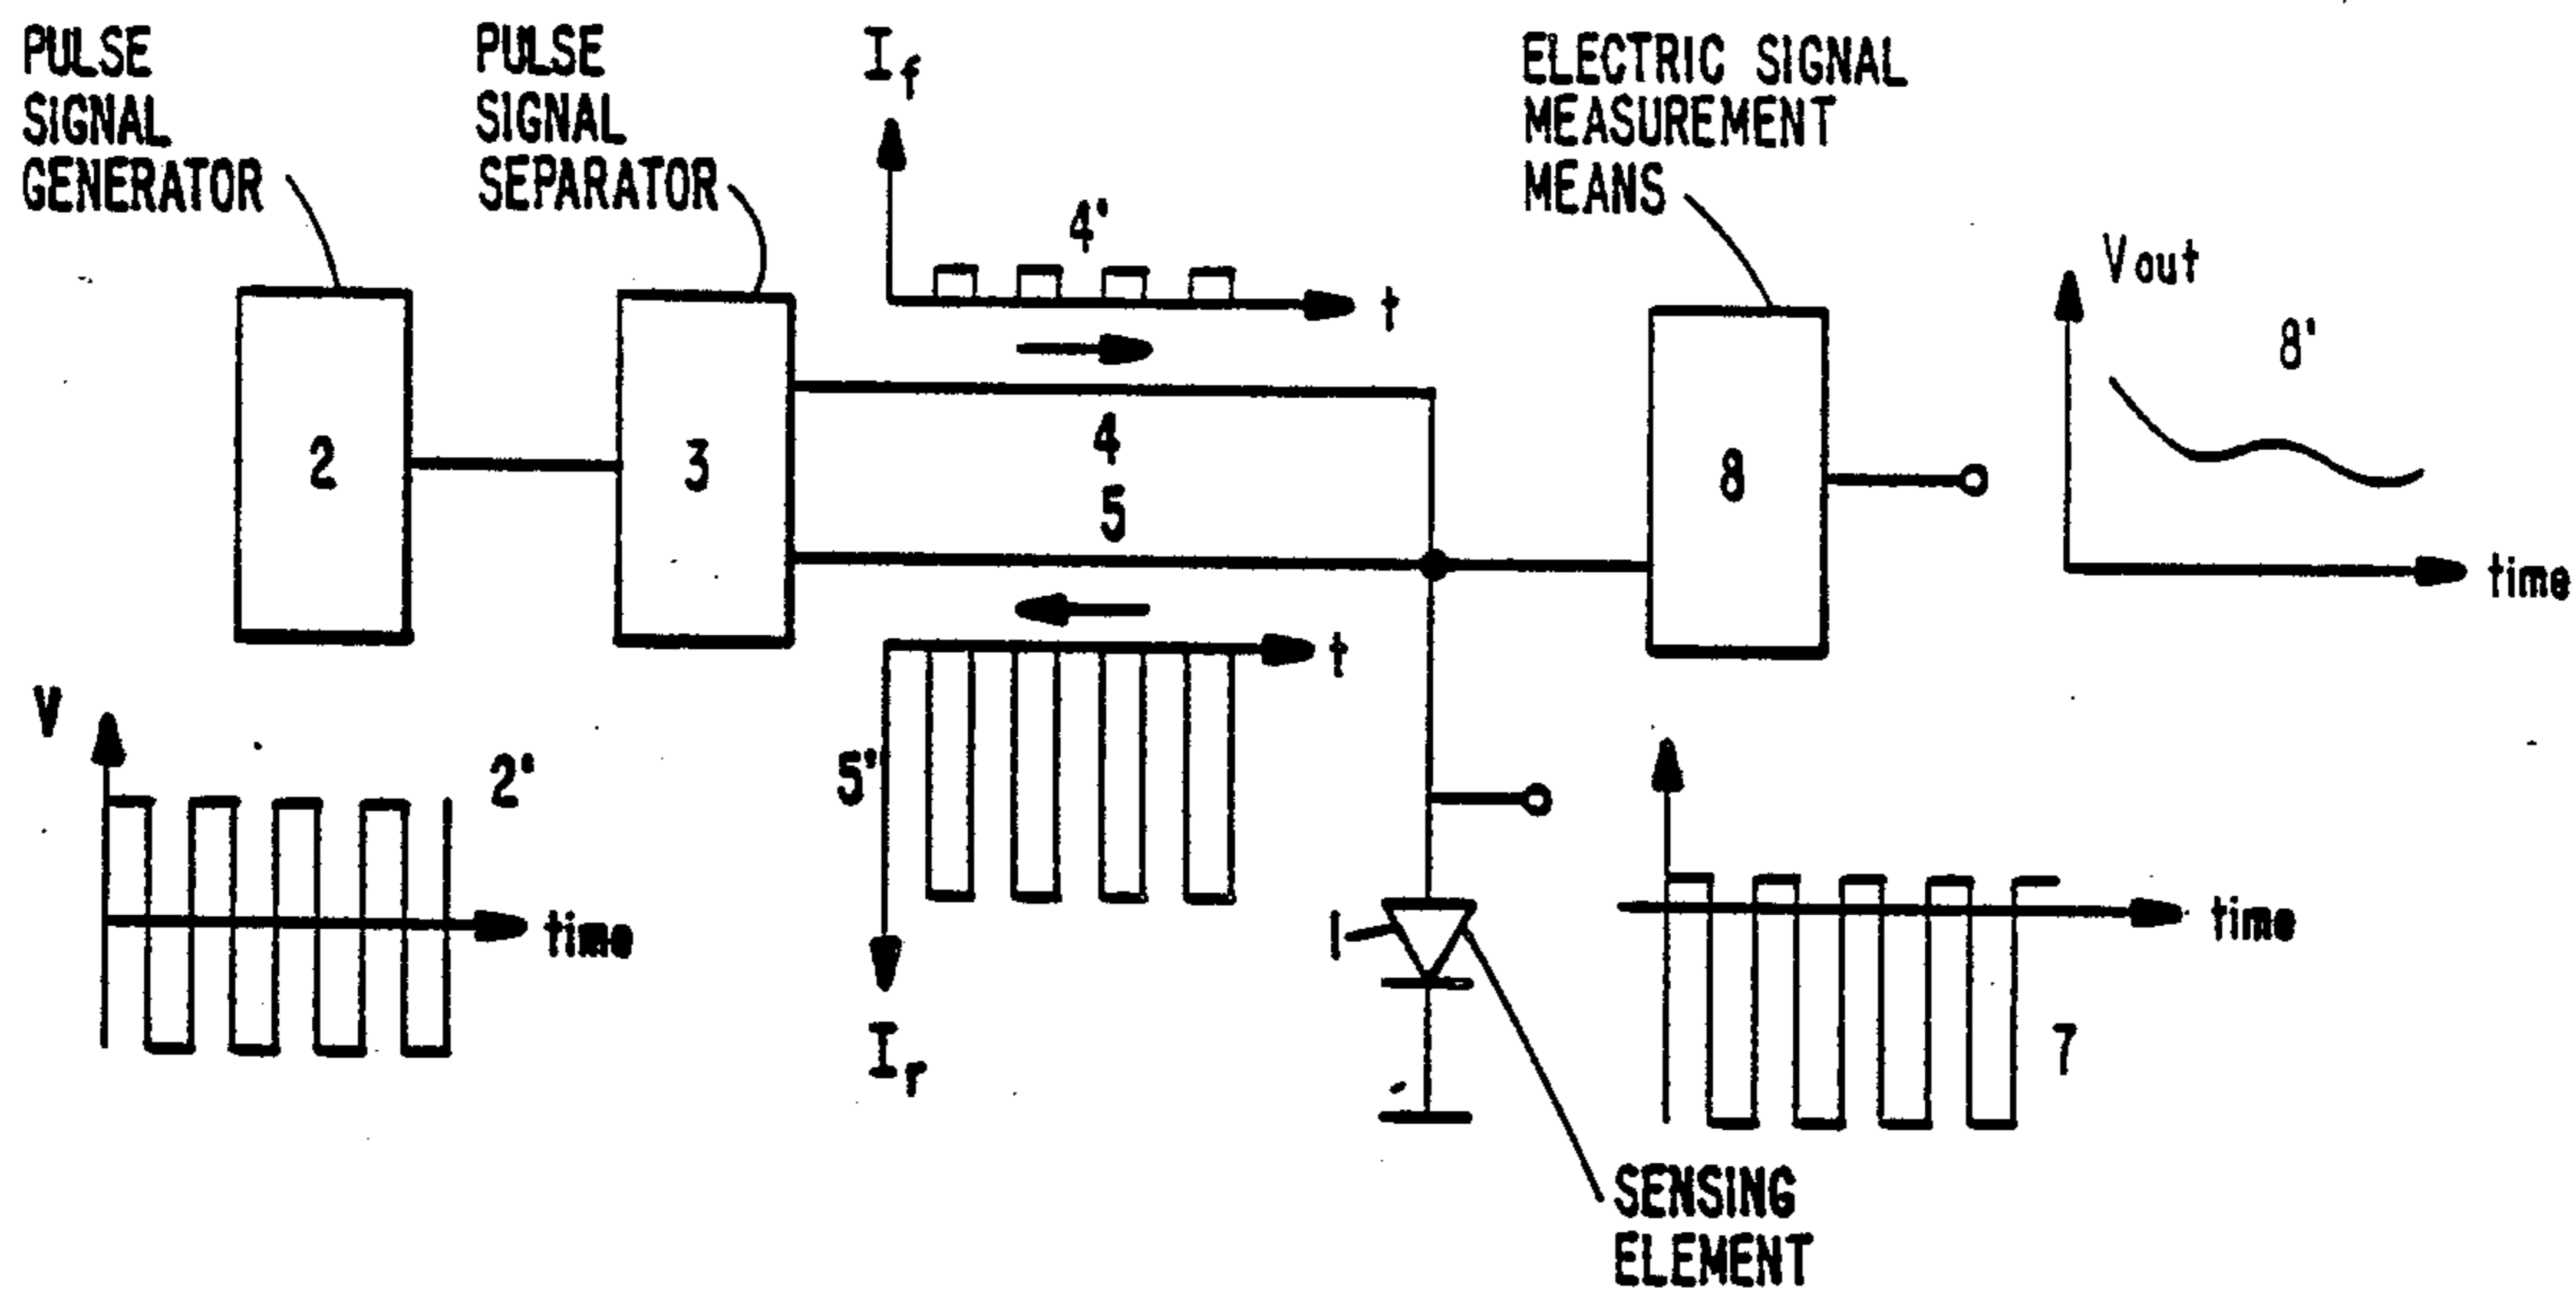 PULSE
SIGNAL
GENERATOR
PULSE
SIGNAL
SEPARATOR
If
4'
t
ELECTRIC SIGNAL
MEASUREMENT
MEANS
Vout
8'
time
2
3
4
5
8
t
V
2'
time
5'
Ir
1
time
7
SENSING
ELEMENT